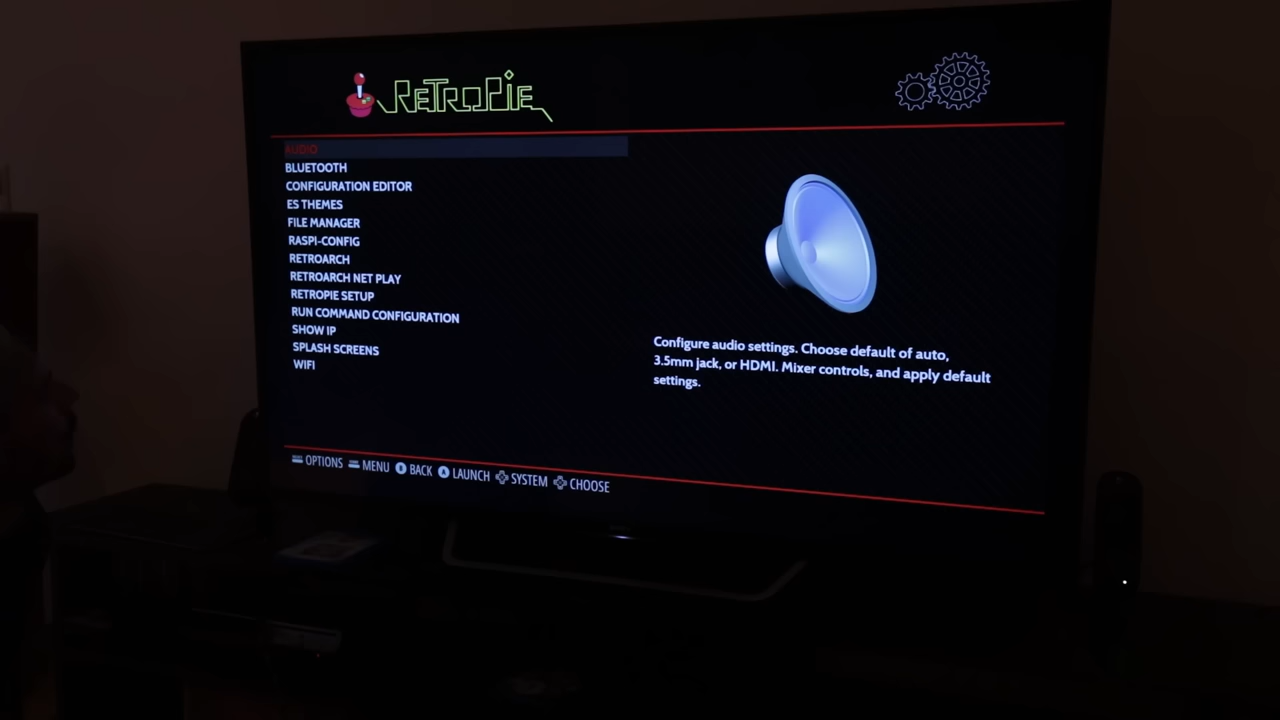 RETROPIE
AUDIO
BLUETOOTH
CONFIGURATION EDITOR
ES THEMES
FILE MANAGER
RASPI-CONFIG
RETROARCH
RETROARCH NET PLAY
RETROPIE SETUP
RUN COMMAND CONFIGURATION
SHOW IP
SPLASH SCREENS
WIFI
Configure audio settings. Choose default of auto,
3.5mm jack, or HDMI. Mixer controls, and apply default
settings.
OPTIONS MENU B BACK A LAUNCH SYSTEM CHOOSE